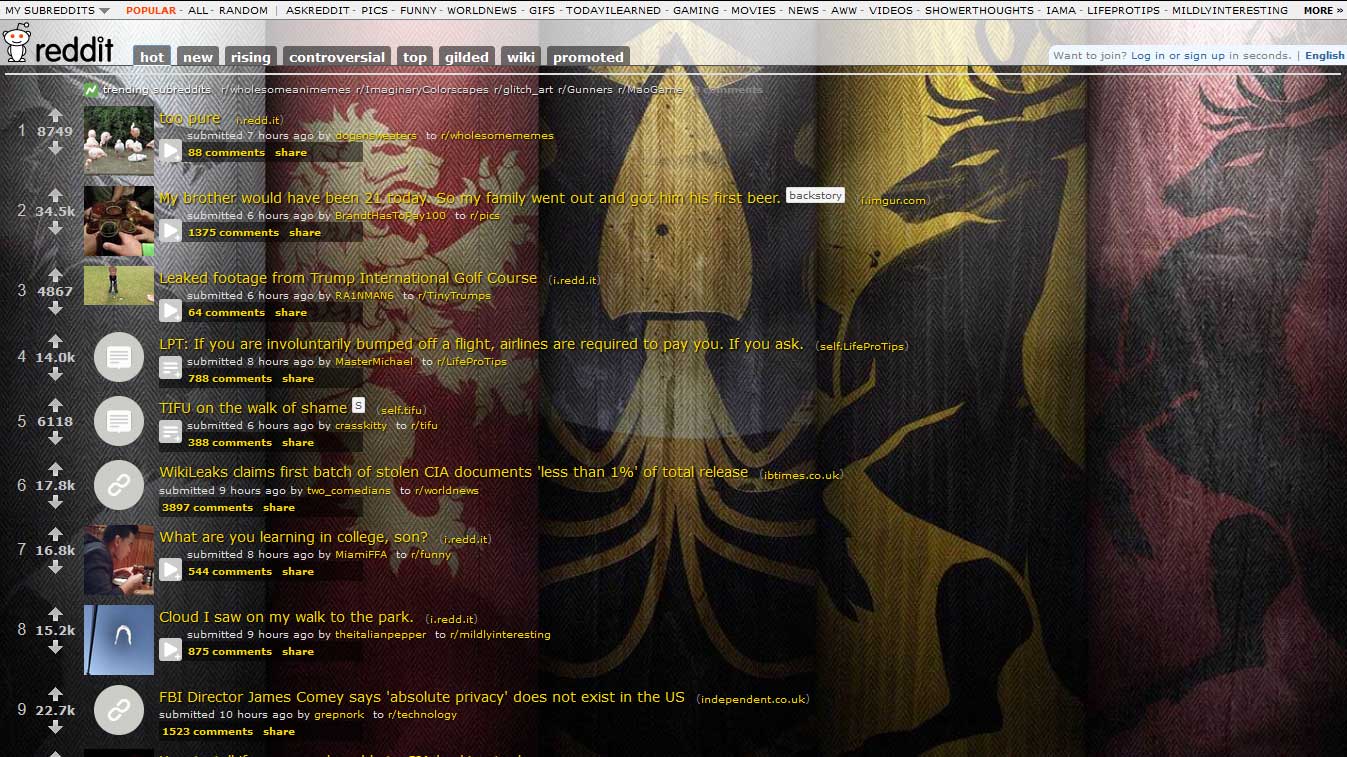 MY SUBREDDITS POPULAR - ALL - RANDOM | ASKREDDIT - PICS - FUNNY - WORLDNEWS - GIFS - TODAYILEARNED - GAMING - MOVIES - NEWS - AWW - VIDEOS - SHOWERTHOUGHTS - IAMA - LIFEPROTIPS - MILDLYINTERESTING MORE »
reddit hot new rising controversial top gilded wiki promoted
Want to join? Log in or sign up in seconds. | English
trending subreddits r/wholesomeanimemes r/ImaginaryColorscapes r/glitch_art r/Gunners r/MaoGame comments
1 8749 too pure (i.redd.it)
submitted 7 hours ago by dogsnsweaters to r/wholesomememes
88 comments share
2 34.5k My brother would have been 21 today. So my family went out and got him his first beer. backstory (i.imgur.com)
submitted 6 hours ago by BrandtHasToPay100 to r/pics
1375 comments share
3 4867 Leaked footage from Trump International Golf Course (i.redd.it)
submitted 6 hours ago by RA1NMAN6 to r/TinyTrumps
64 comments share
4 14.0k LPT: If you are involuntarily bumped off a flight, airlines are required to pay you. If you ask. (self.LifeProTips)
submitted 8 hours ago by MasterMichael to r/LifeProTips
788 comments share
5 6118 TIFU on the walk of shame S (self.tifu)
submitted 6 hours ago by crasskitty to r/tifu
388 comments share
6 17.8k WikiLeaks claims first batch of stolen CIA documents 'less than 1%' of total release (ibtimes.co.uk)
submitted 9 hours ago by two_comedians to r/worldnews
3897 comments share
7 16.8k What are you learning in college, son? (i.redd.it)
submitted 8 hours ago by MiamiFFA to r/funny
544 comments share
8 15.2k Cloud I saw on my walk to the park. (i.redd.it)
submitted 9 hours ago by theitalianpepper to r/mildlyinteresting
875 comments share
9 22.7k FBI Director James Comey says 'absolute privacy' does not exist in the US (independent.co.uk)
submitted 10 hours ago by grepnork to r/technology
1523 comments share